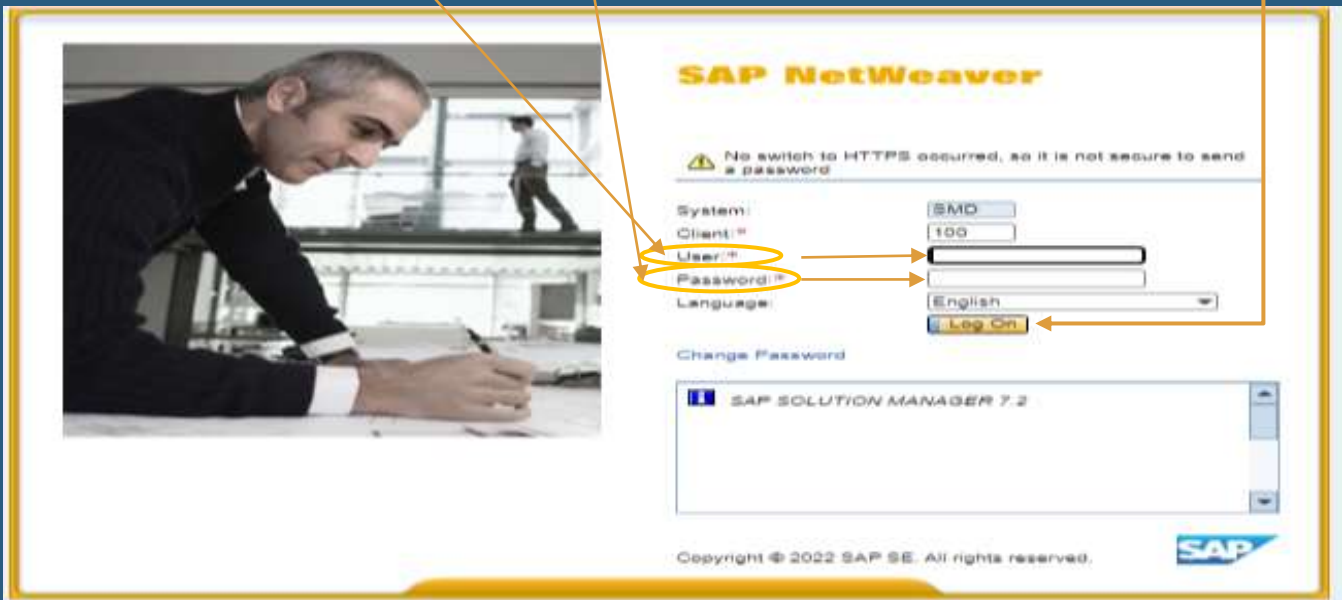 SAP NetWeaver
No switch to HTTPS occurred, so it is not secure to send
a password
System: SMD
Client:* 100
User:*
Password:*
Language: English
Log On
Change Password
SAP SOLUTION MANAGER 7.2
Copyright © 2022 SAP SE. All rights reserved.
SAP